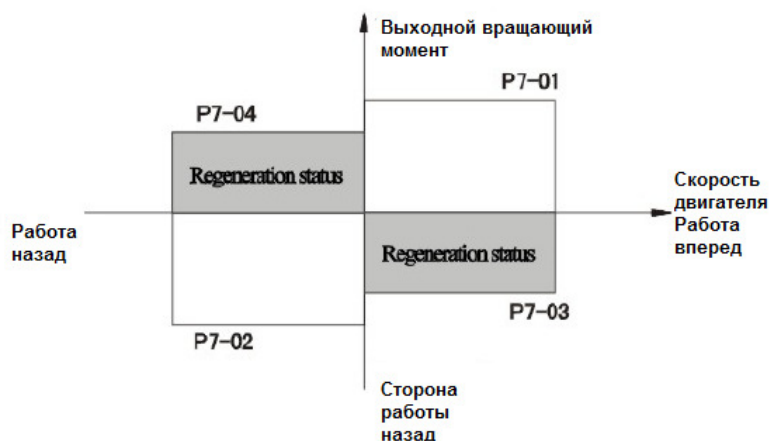 Выходной вращающий
момент
P7-01
P7-04
Regeneration status
Скорость
двигателя
Работа
вперед
Работа
назад
Regeneration status
P7-03
P7-02
Сторона
работы
назад